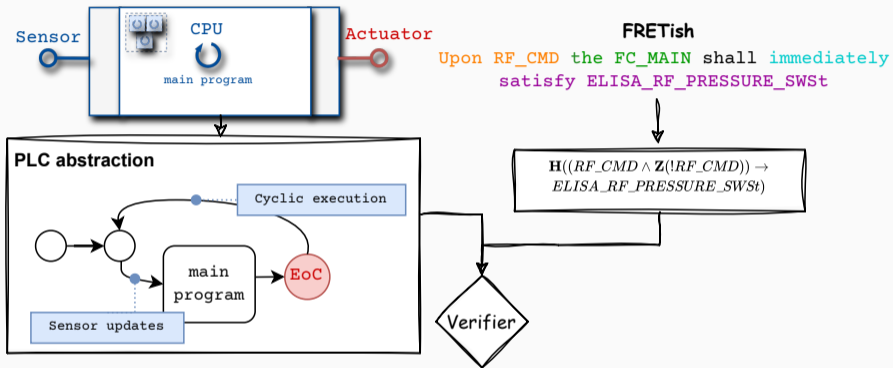 Sensor
CPU
main program
Actuator
FRETish
Upon RF_CMD the FC_MAIN shall immediately
satisfy ELISA_RF_PRESSURE_SWSt
PLC abstraction
H((RF_CMD ∧ Z(!RF_CMD)) →
ELISA_RF_PRESSURE_SWSt)
Cyclic execution
main
program
EoC
Sensor updates
Verifier